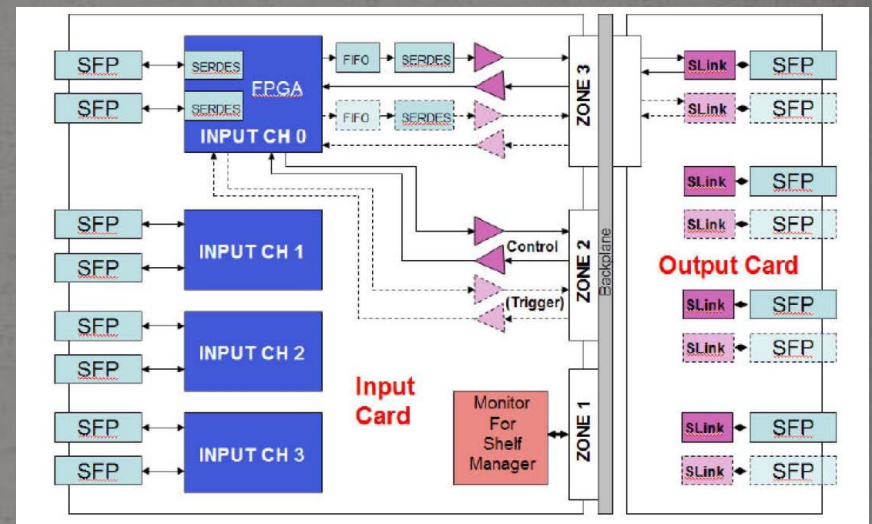 SFP
SERDES
FPGA
FIFO
SERDES
ZONE 3
SLink
SFP
SFP
SERDES
INPUT CH 0
FIFO
SERDES
SLink
SFP
SLink
SFP
SLink
SFP
SFP
INPUT CH 1
SFP
Control
(Trigger)
ZONE 2
Backplane
Output Card
SFP
INPUT CH 2
SFP
SLink
SFP
SLink
SFP
Input
Card
Monitor
For
Shelf
Manager
ZONE 1
SFP
INPUT CH 3
SFP
SLink
SFP
SLink
SFP